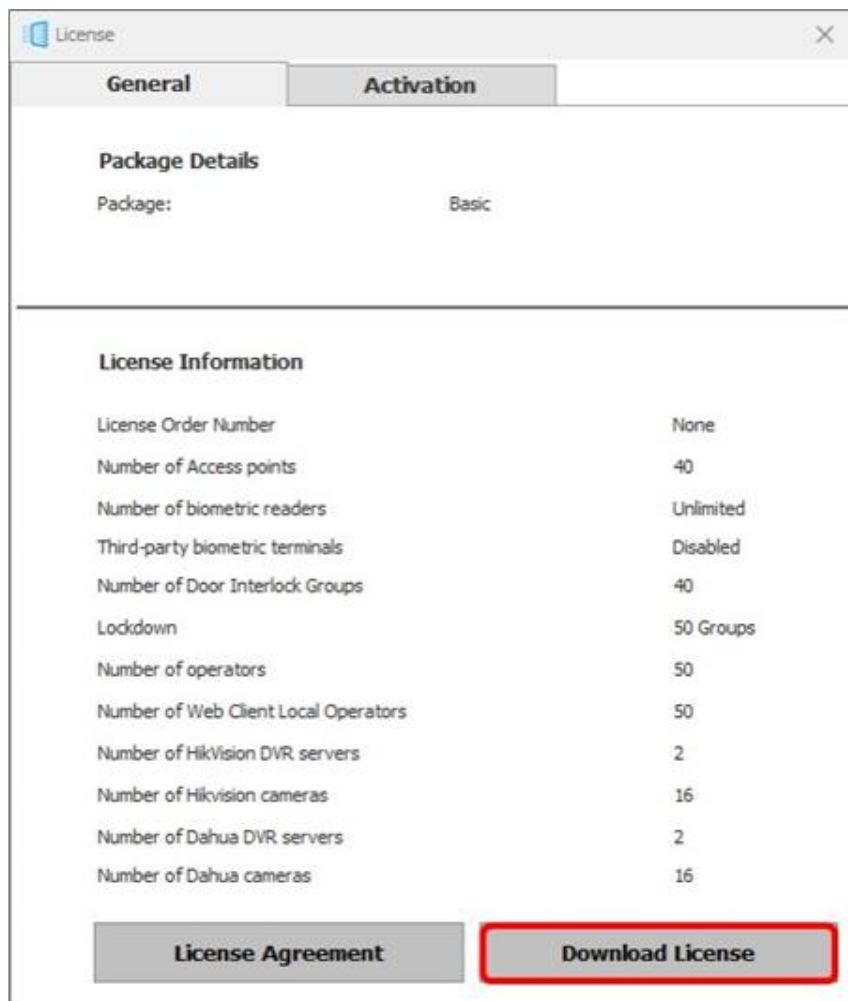 License
General Activation
Package Details
Package: Basic
License Information
License Order Number None
Number of Access points 40
Number of biometric readers Unlimited
Third-party biometric terminals Disabled
Number of Door Interlock Groups 40
Lockdown 50 Groups
Number of operators 50
Number of Web Client Local Operators 50
Number of HikVision DVR servers 2
Number of Hikvision cameras 16
Number of Dahua DVR servers 2
Number of Dahua cameras 16
License Agreement Download License